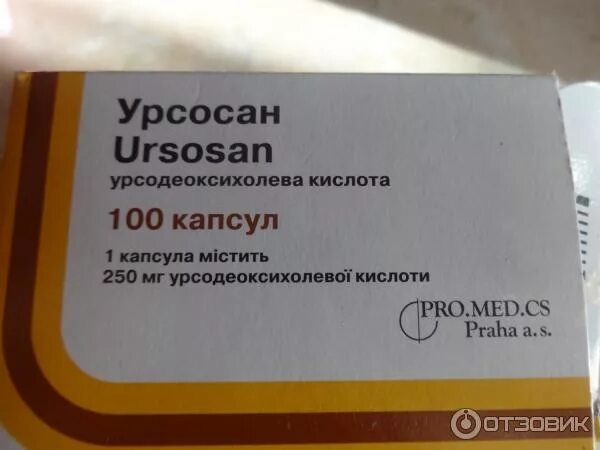 Урсосан
Ursosan
урсодеоксихолева кислота
100 капсул
1 капсула містить
250 мг урсодеоксихолевої кислоти
PRO.MED.CS
Praha a.s.
ОТЗОВИК